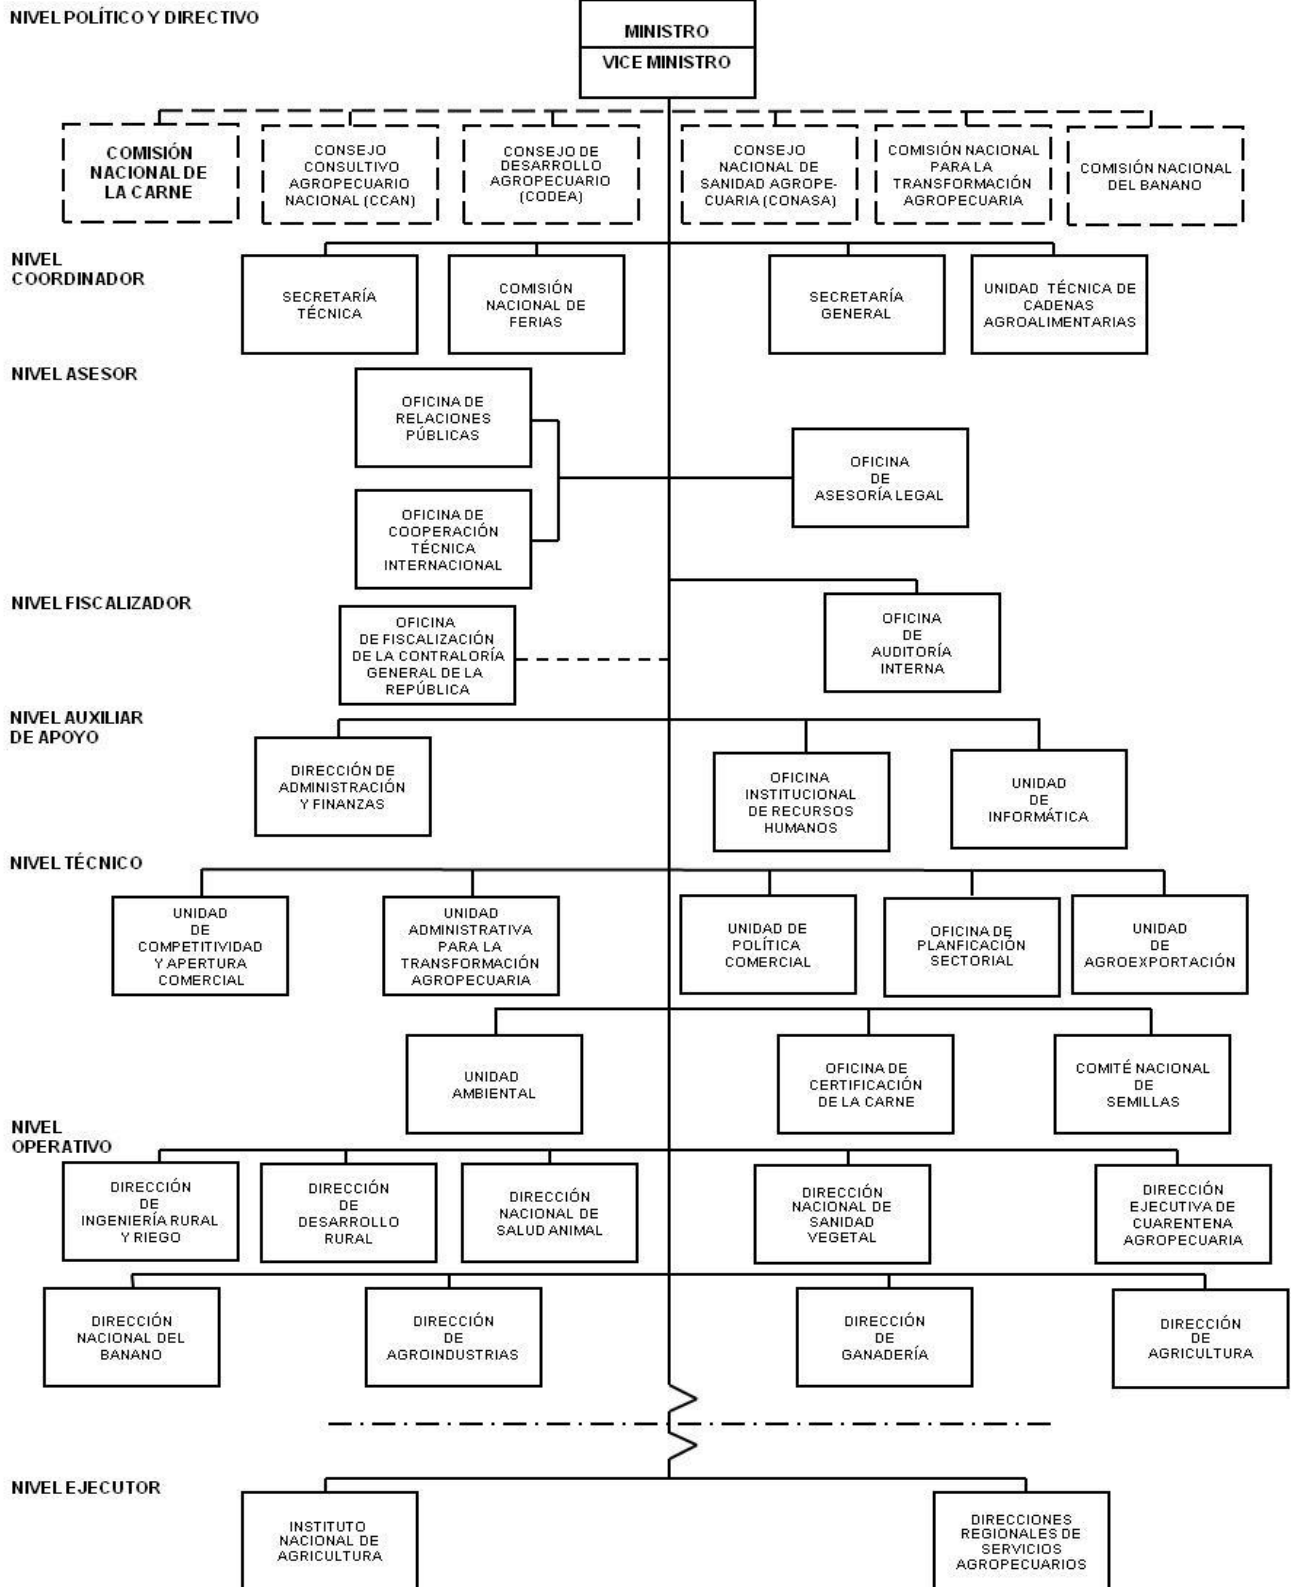 NIVEL POLÍTICO Y DIRECTIVO
MINISTRO
VICE MINISTRO
COMISIÓN
NACIONAL DE
LA CARNE
CONSEJO
CONSULTIVO
AGROPECUARIO
NACIONAL (CCAN)
CONSEJO DE
DESARROLLO
AGROPECUARIO
(CODEA)
CONSEJO
NACIONAL DE
SANIDAD AGROPE-
CUARIA (CONASA)
COMISIÓN NACIONAL
PARA LA
TRANSFORMACIÓN
AGROPECUARIA
COMISIÓN NACIONAL
DEL BANANO
NIVEL
COORDINADOR
SECRETARÍA
TÉCNICA
COMISIÓN
NACIONAL DE
FERIAS
SECRETARÍA
GENERAL
UNIDAD TÉCNICA DE
CADENAS
AGROALIMENTARIAS
NIVEL ASESOR
OFICINA DE
RELACIONES
PÚBLICAS
OFICINA
DE
ASESORÍA LEGAL
OFICINA DE
COOPERACIÓN
TÉCNICA
INTERNACIONAL
NIVEL FISCALIZADOR
OFICINA
DE FISCALIZACIÓN
DE LA CONTRALORÍA
GENERAL DE LA
REPÚBLICA
OFICINA
DE
AUDITORÍA
INTERNA
NIVEL AUXILIAR
DE APOYO
DIRECCIÓN DE
ADMINISTRACIÓN
Y FINANZAS
OFICINA
INSTITUCIONAL
DE RECURSOS
HUMANOS
UNIDAD
DE
INFORMÁTICA
NIVEL TÉCNICO
UNIDAD
DE
COMPETITIVIDAD
Y APERTURA
COMERCIAL
UNIDAD
ADMINISTRATIVA
PARA LA
TRANSFORMACIÓN
AGROPECUARIA
UNIDAD DE
POLÍTICA
COMERCIAL
OFICINA DE
PLANFICACIÓN
SECTORIAL
UNIDAD
DE
AGROEXPORTACIÓN
UNIDAD
AMBIENTAL
OFICINA DE
CERTIFICACIÓN
DE LA CARNE
COMITÉ NACIONAL
DE
SEMILLAS
NIVEL
OPERATIVO
DIRECCIÓN
DE
INGENIERÍA RURAL
Y RIEGO
DIRECCIÓN
DE
DESARROLLO
RURAL
DIRECCIÓN
NACIONAL DE
SALUD ANIMAL
DIRECCIÓN
NACIONAL DE
SANIDAD
VEGETAL
DIRECCIÓN
EJECUTIVA DE
CUARENTENA
AGROPECUARIA
DIRECCIÓN
NACIONAL DEL
BANANO
DIRECCIÓN
DE
AGROINDUSTRIAS
DIRECCIÓN
DE
GANADERÍA
DIRECCIÓN
DE
AGRICULTURA
NIVEL EJECUTOR
INSTITUTO
NACIONAL DE
AGRICULTURA
DIRECCIONES
REGIONALES DE
SERVICIOS
AGROPECUARIOS